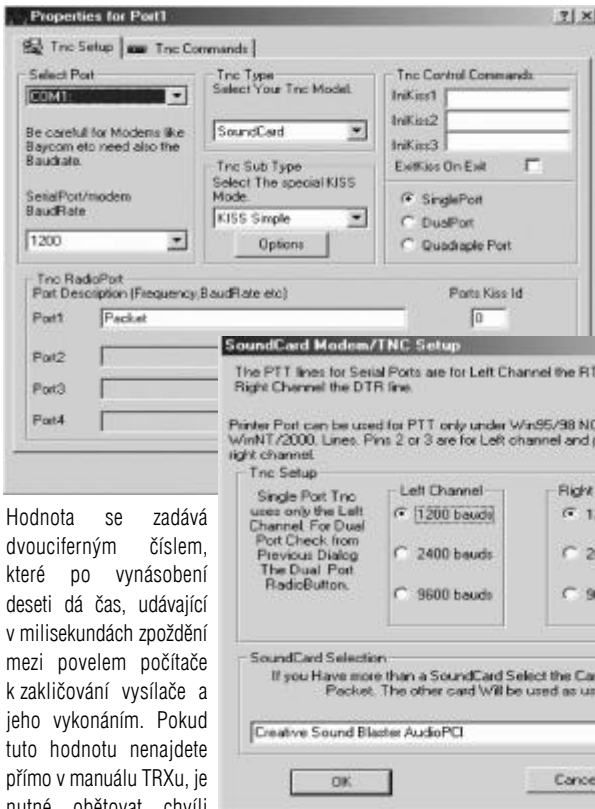 Properties for Port1
Tnc Setup
Tnc Commands
Select Port
COM1:
Be careful for Modems like
Baycom etc need also the
Baudrate.
SerialPort/modem
BaudRate
1200
Tnc Type
Select Your Tnc Model.
SoundCard
Tnc Sub Type
Select The special KISS
Mode.
KISS Simple
Options
Tnc Control Commands
IniKiss1
IniKiss2
IniKiss3
ExitKiss On Exit
SinglePort
DualPort
Quadraple Port
Tnc RadioPort
Port Description (Frequency,BaudRate etc)
Ports Kiss Id
Port1 Packet 0
Port2
Port3
Port4
SoundCard Modem/TNC Setup
The PTT lines for Serial Ports are for Left Channel the RT
Right Channel the DTR line.
Printer Port can be used for PTT only under Win95/98 NO
WinNT/2000. Lines. Pins 2 or 3 are for Left channel and
right channel.
Tnc Setup
Single Port Tnc
uses only the Left
Channel. For Dual
Port Check from
Previous Dialog
The Dual Port
RadioButton.
Left Channel
1200 bauds
2400 bauds
9600 bauds
Right
SoundCard Selection
If you Have more than a SoundCard Select the Car
Packet. The other card Will be used as us
Creative Sound Blaster AudioPCI
OK
Cance
Hodnota se zadává
dvouciferným číslem,
které po vynásobení
deseti dá čas, udávající
v milisekundách zpoždění
mezi povelem počítače
k zakličování vysílače a
jeho vykonáním. Pokud
tuto hodnotu nenajdete
přímo v manuálu TRXu, je
nutné obětovat chvíli